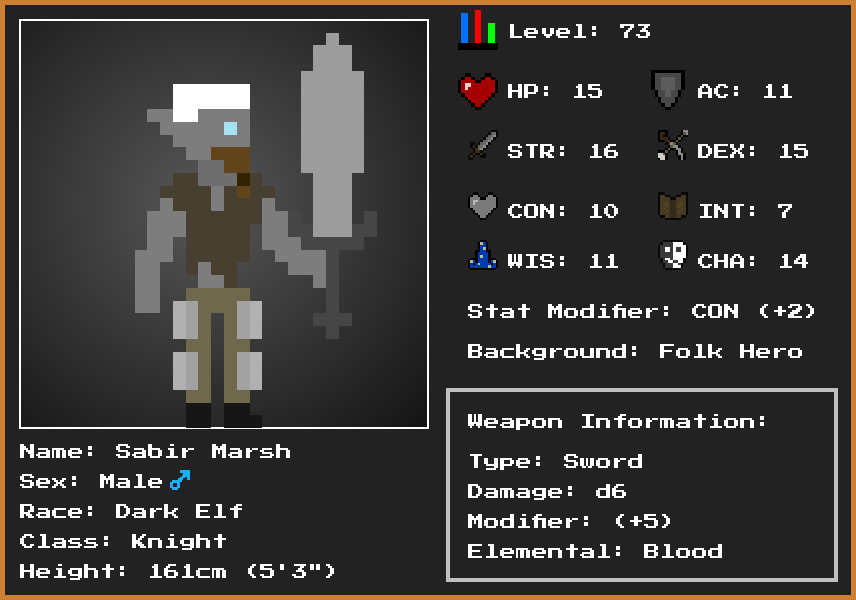 Level: 73
HP: 15 AC: 11
STR: 16 DEX: 15
CON: 10 INT: 7
WIS: 11 CHA: 14
Stat Modifier: CON (+2)
Background: Folk Hero
Weapon Information:
Type: Sword
Damage: d6
Modifier: (+5)
Elemental: Blood
Name: Sabir Marsh
Sex: Male♂
Race: Dark Elf
Class: Knight
Height: 161cm (5'3")